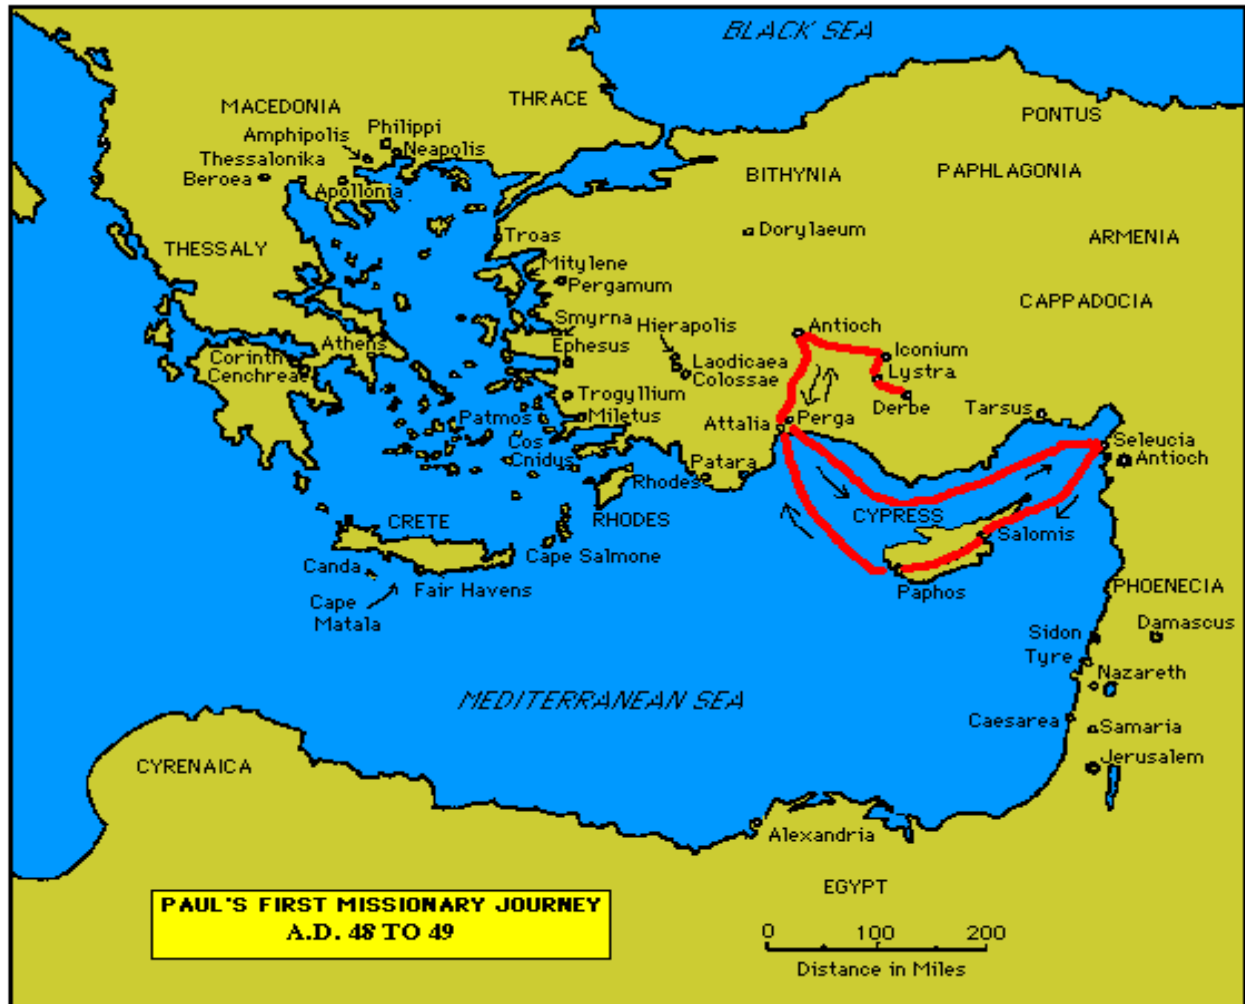 BLACK SEA
THRACE
MACEDONIA
PONTUS
Philippi
Amphipolis
Neapolis
Thessalonika
Beroea
Apollonia
BITHYNIA
PAPHLAGONIA
Dorylaeum
ARMENIA
THESSALY
Troas
Mitylene
Pergamum
CAPPADOCIA
Smyrna
Hierapolis
Antioch
Iconium
Athens
Ephesus
Laodicaea
Lystra
Corinth
Cenchreae
Colossae
Trogyllium
Derbe
Tarsus
Patmos
Miletus
Attalia
Perga
Cos
Cnidus
Seleucia
Antioch
Patara
Rhodes
RHODES
CYPRESS
CRETE
Salomis
Cape Salmone
Canda
Fair Havens
Paphos
PHOENECIA
Cape
Matala
Sidon
Damascus
Tyre
Nazareth
MEDITERRANEAN SEA
Caesarea
Samaria
Jerusalem
CYRENAICA
Alexandria
EGYPT
PAUL'S FIRST MISSIONARY JOURNEY
A.D. 48 TO 49
0 100 200
Distance in Miles